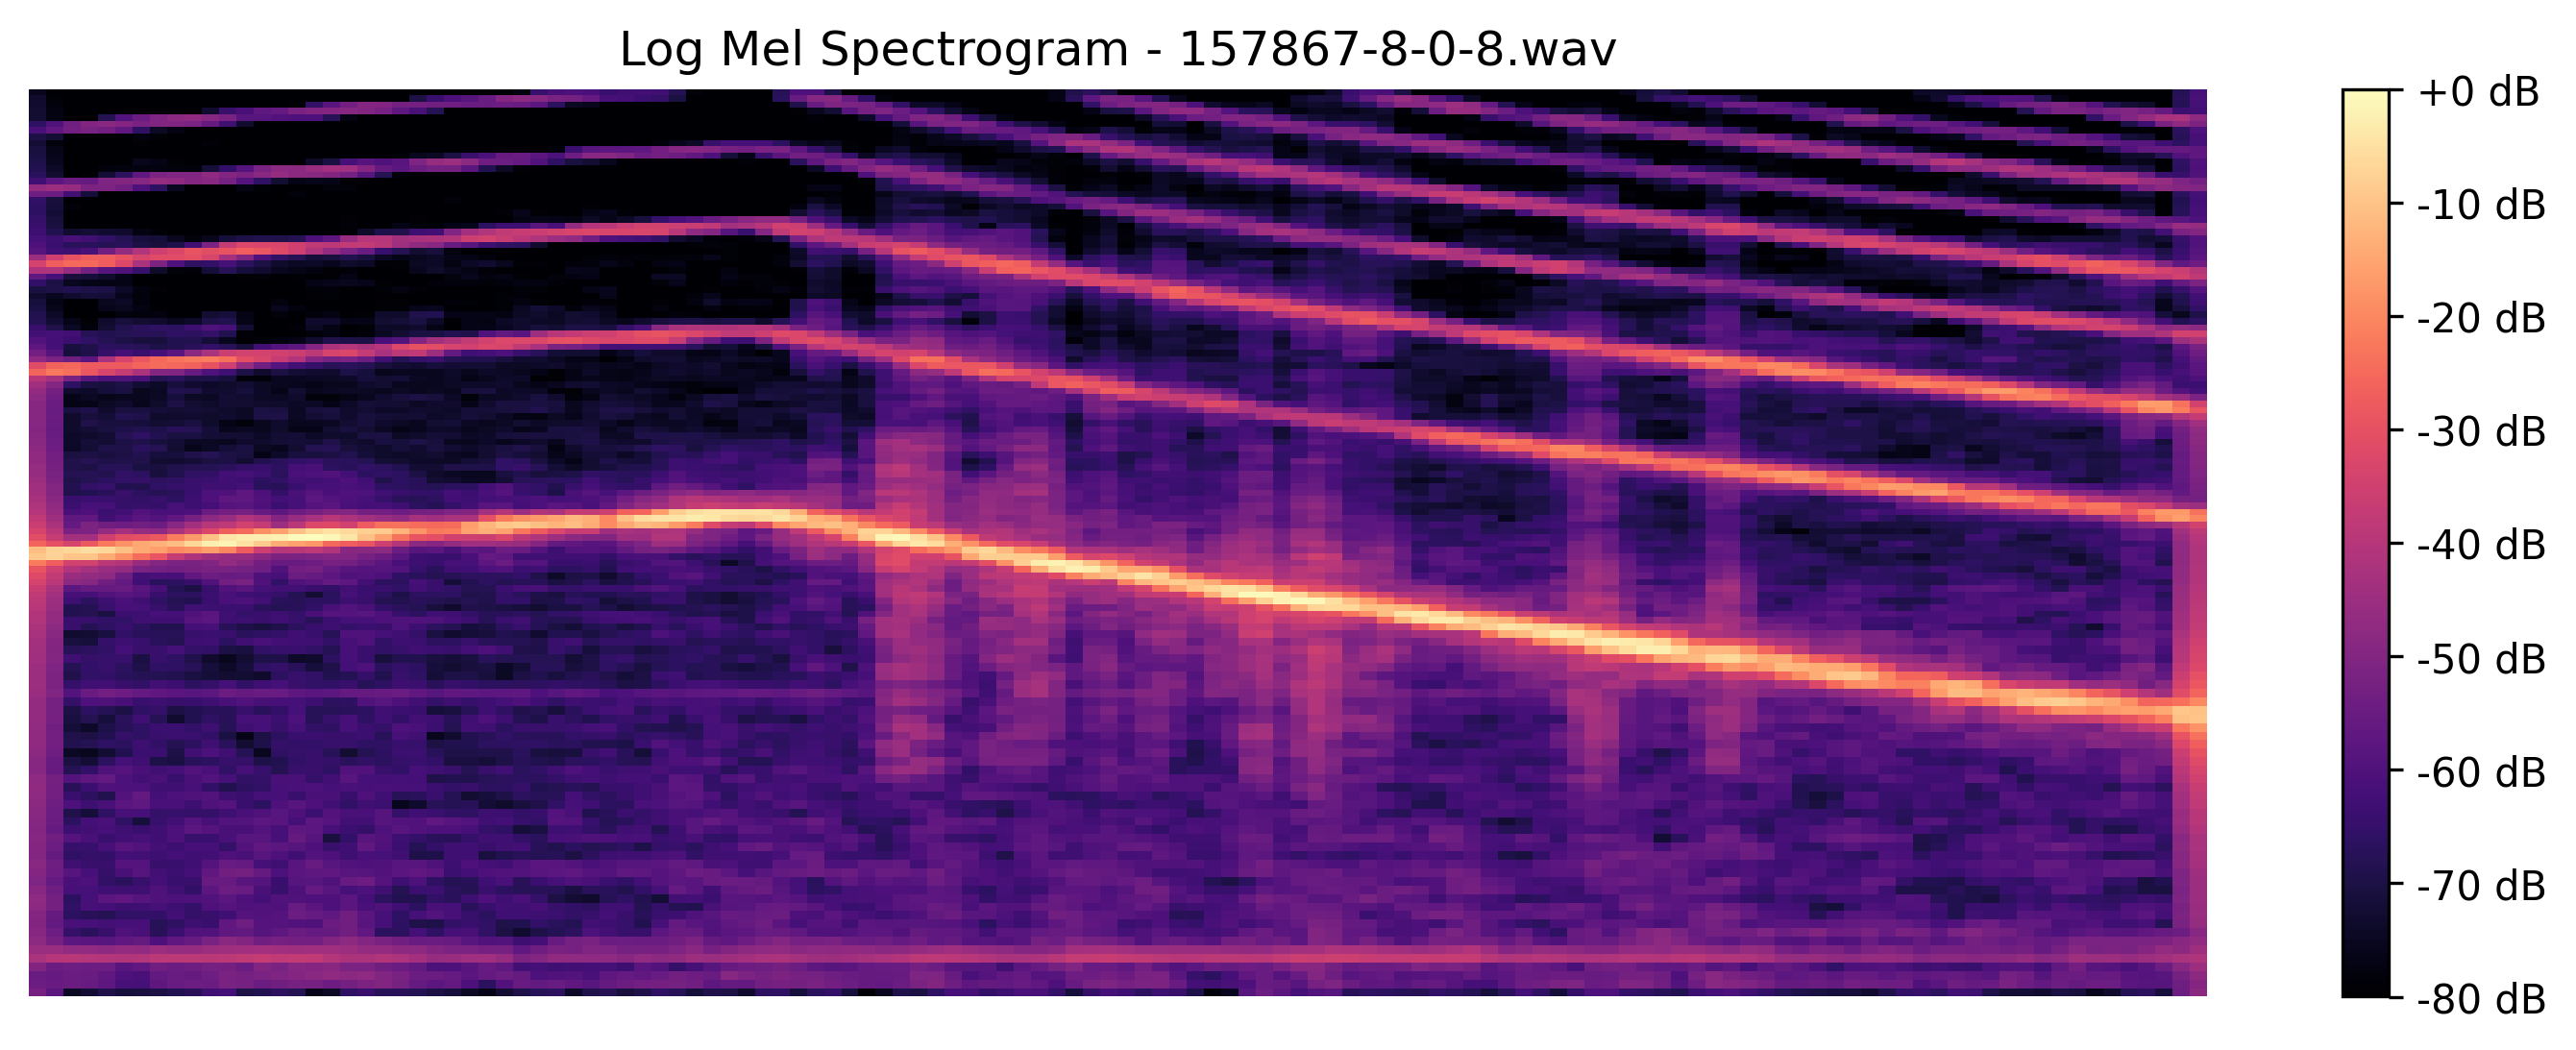 Log Mel Spectrogram - 157867-8-0-8.wav
+0 dB
-10 dB
-20 dB
-30 dB
-40 dB
-50 dB
-60 dB
-70 dB
-80 dB